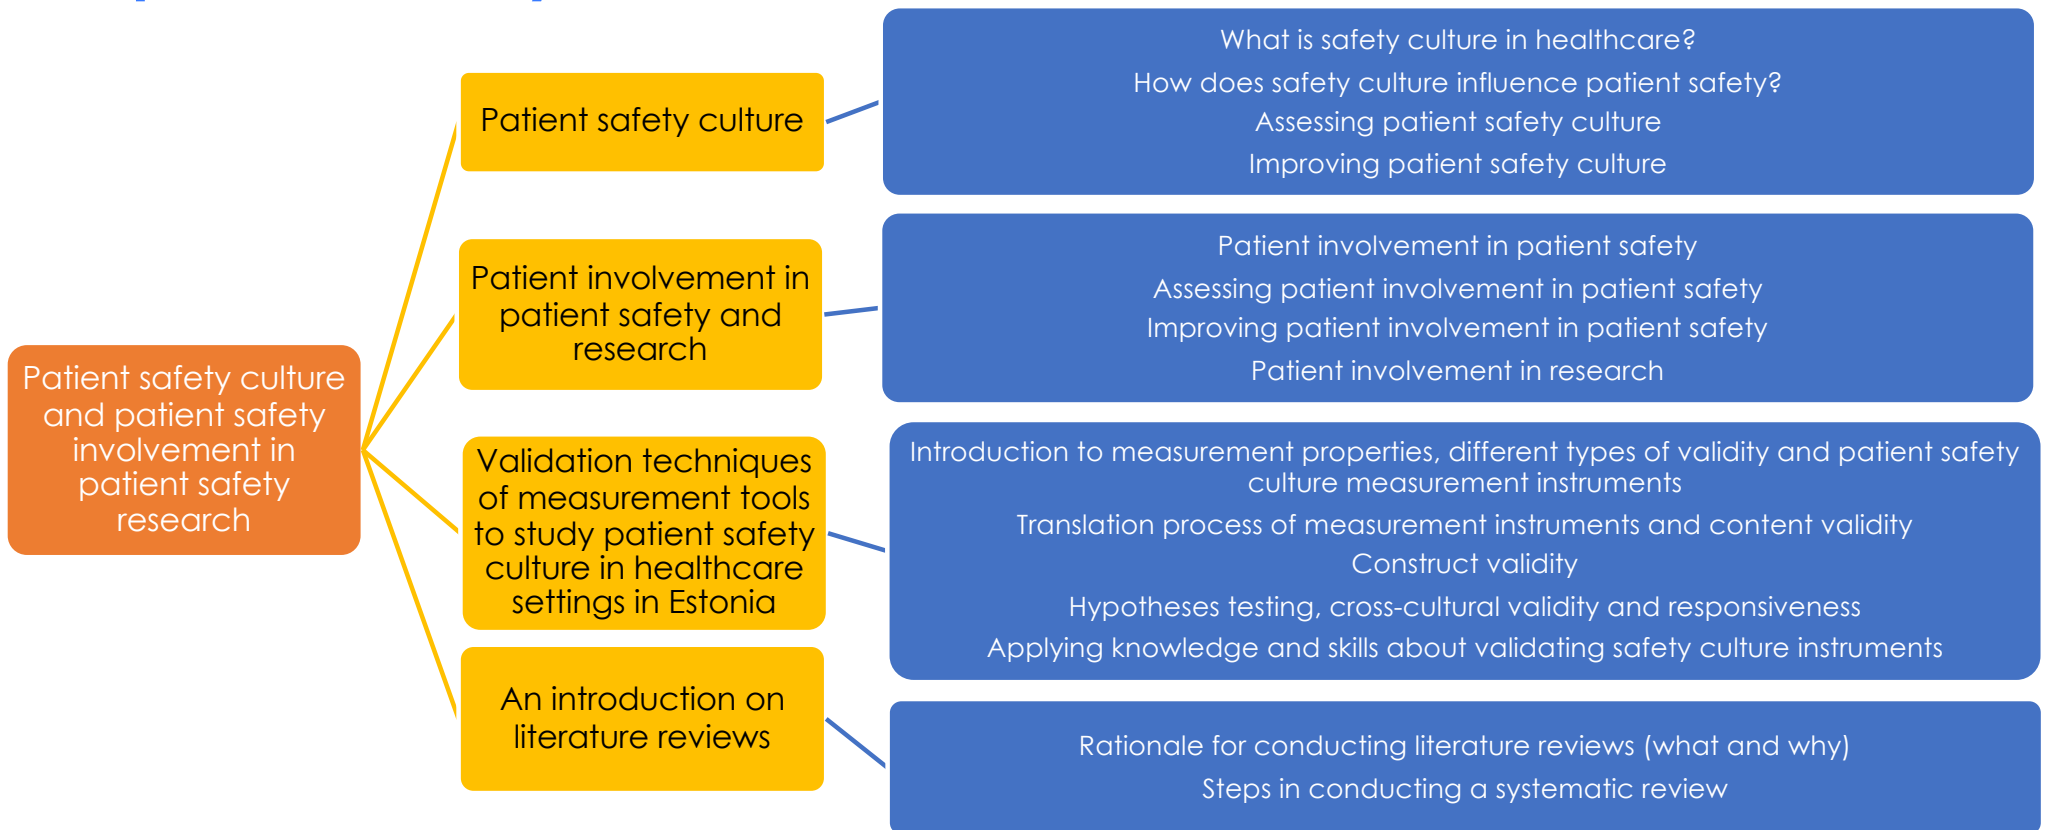 Patient safety culture
and patient safety
involvement in
patient safety
research
Patient safety culture
What is safety culture in healthcare?
How does safety culture influence patient safety?
Assessing patient safety culture
Improving patient safety culture
Patient involvement in
patient safety and
research
Patient involvement in patient safety
Assessing patient involvement in patient safety
Improving patient involvement in patient safety
Patient involvement in research
Validation techniques
of measurement tools
to study patient safety
culture in healthcare
settings in Estonia
Introduction to measurement properties, different types of validity and patient safety
culture measurement instruments
Translation process of measurement instruments and content validity
Construct validity
Hypotheses testing, cross-cultural validity and responsiveness
Applying knowledge and skills about validating safety culture instruments
An introduction on
literature reviews
Rationale for conducting literature reviews (what and why)
Steps in conducting a systematic review